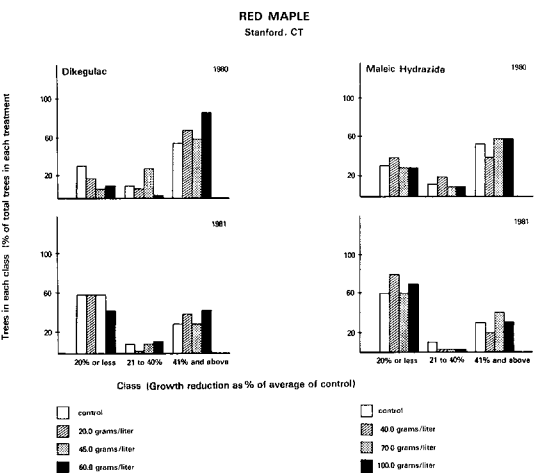 RED MAPLE
Stanford, CT
Trees in each class (% of total trees in each treatment
Dikegulac
1980
100
60
20
Maleic Hydrazide
1980
100
60
20
1981
100
60
20
20% or less
21 to 40%
41% and above
1981
100
60
20
20% or less
21 to 40%
41% and above
Class (Growth reduction as % of average of control)
control
20.0 grams/liter
45.0 grams/liter
60.0 grams/liter
control
40.0 grams/liter
70.0 grams/liter
100.0 grams/liter